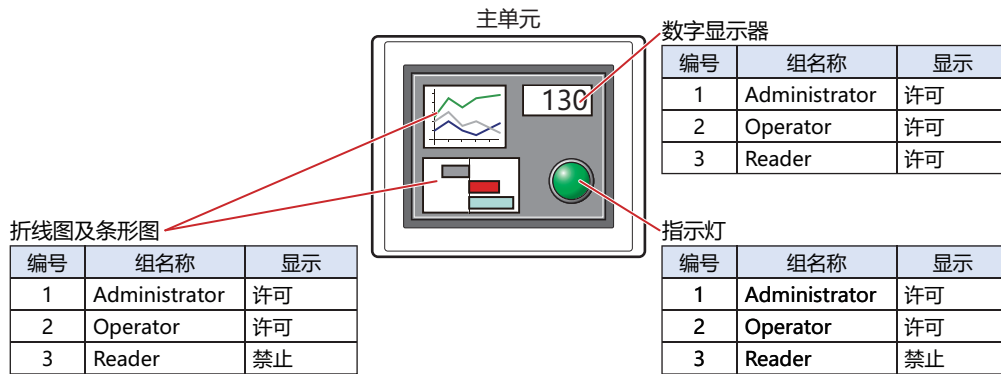 主单元
数字显示器
编号 组名称 显示
1 Administrator 许可
2 Operator 许可
3 Reader 许可
130
折线图及条形图
编号 组名称 显示
1 Administrator 许可
2 Operator 许可
3 Reader 禁止
指示灯
编号 组名称 显示
1 Administrator 许可
2 Operator 许可
3 Reader 禁止